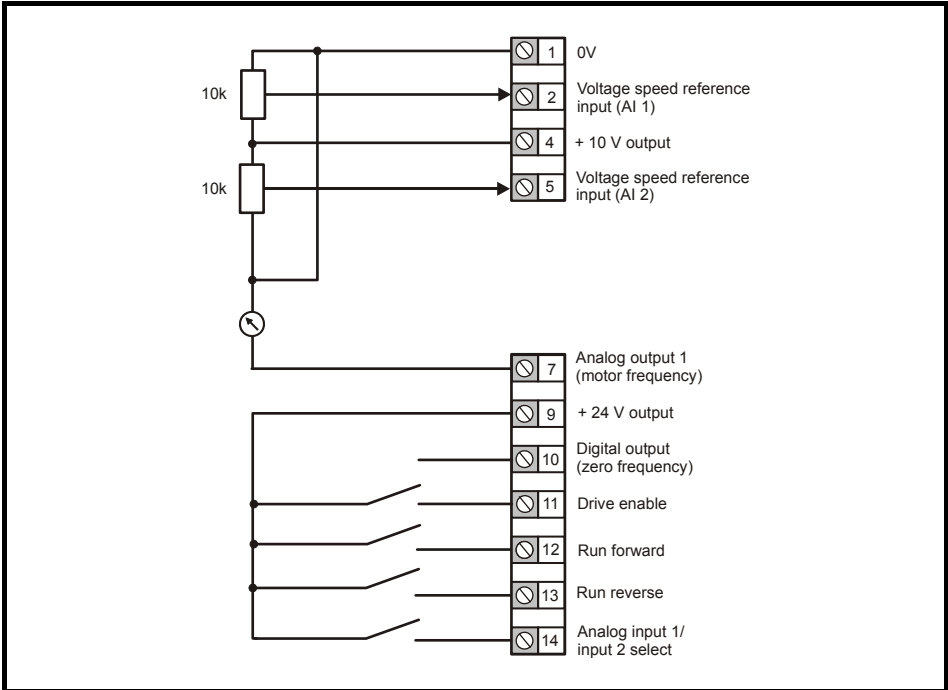 1 0V
10k
2 Voltage speed reference
input (AI 1)
4 + 10 V output
10k
5 Voltage speed reference
input (AI 2)
7 Analog output 1
(motor frequency)
9 + 24 V output
10 Digital output
(zero frequency)
11 Drive enable
12 Run forward
13 Run reverse
14 Analog input 1/
input 2 select